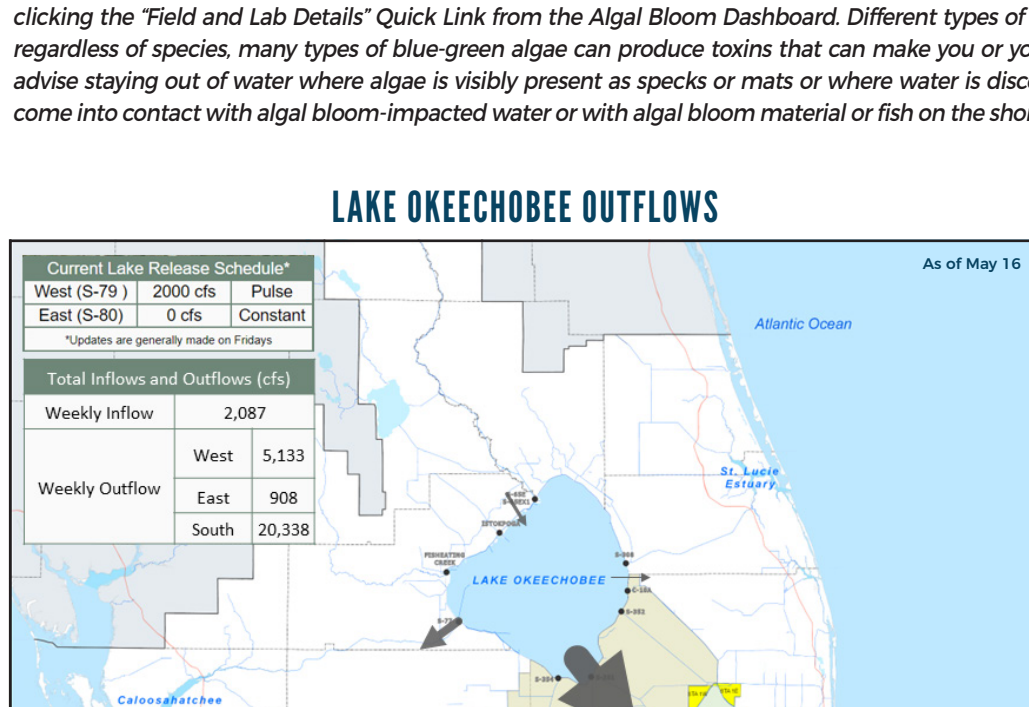 clicking the “Field and Lab Details” Quick Link from the Algal Bloom Dashboard. Different types of
regardless of species, many types of blue-green algae can produce toxins that can make you or yo
advise staying out of water where algae is visibly present as specks or mats or where water is disc
come into contact with algal bloom-impacted water or with algal bloom material or fish on the sho
LAKE OKEECHOBEE OUTFLOWS
As of May 16
Current Lake Release Schedule*
West (S-79 ) 2000 cfs Pulse
East (S-80) 0 cfs Constant
*Updates are generally made on Fridays
Atlantic Ocean
Total Inflows and Outflows (cfs)
Weekly Inflow 2,087
Weekly Outflow
West 5,133
East 908
South 20,338
St. Lucie
Estuary
ISTOKPOGA
FISHEATING
CREEK
S-308
LAKE OKEECHOBEE
C-10A
S-352
S-77
S-354
Caloosahatchee